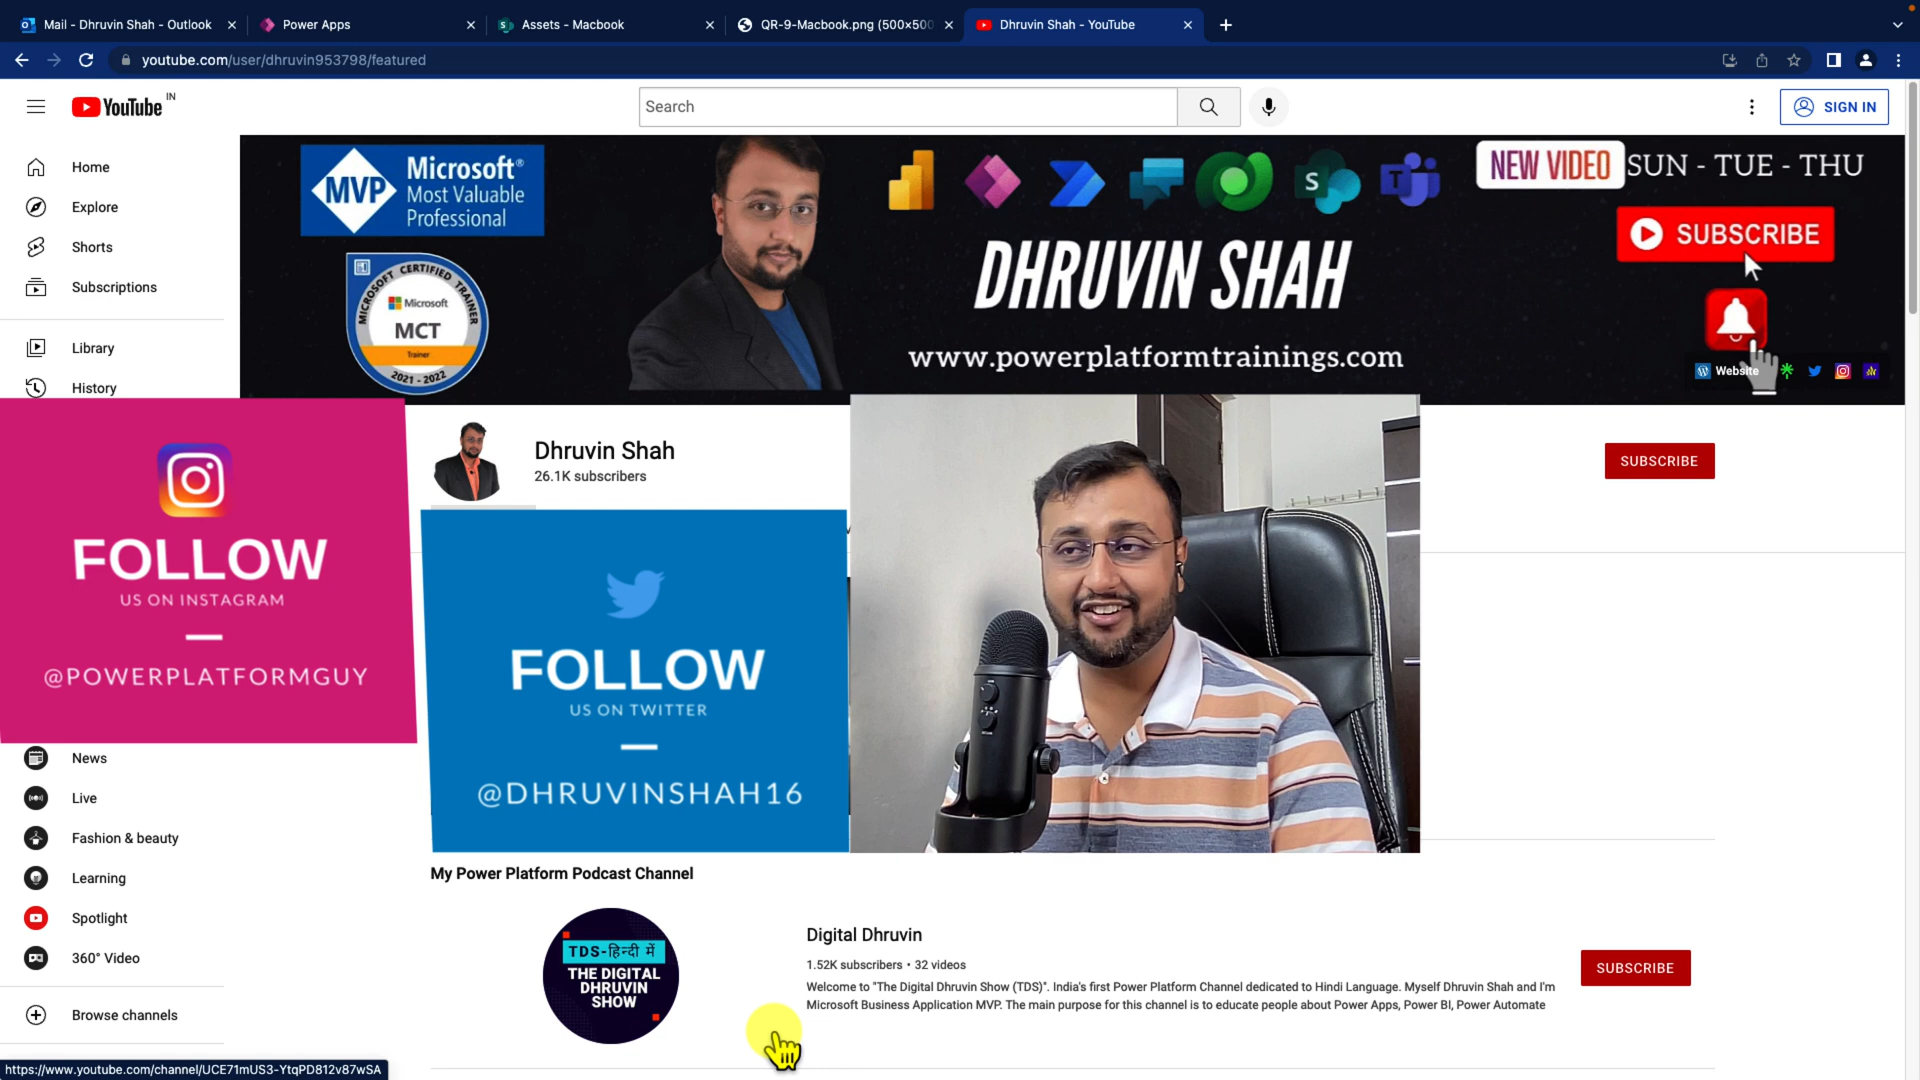 Mail - Dhruvin Shah - Outlook
Power Apps
Assets - Macbook
QR-9-Macbook.png (500×500
Dhruvin Shah - YouTube
youtube.com/user/dhruvin953798/featured
YouTube IN
Search
SIGN IN
Home
Explore
Shorts
Subscriptions
Library
History
MVP
Microsoft®
Most Valuable
Professional
MICROSOFT CERTIFIED TRAINER
Microsoft
MCT
Trainer
2021 - 2022
S
T
DHRUVIN SHAH
www.powerplatformtrainings.com
NEW VIDEO SUN - TUE - THU
SUBSCRIBE
Website
Dhruvin Shah
26.1K subscribers
SUBSCRIBE
FOLLOW
US ON INSTAGRAM
@POWERPLATFORMGUY
FOLLOW
US ON TWITTER
@DHRUVINSHAH16
News
Live
Fashion & beauty
Learning
Spotlight
360° Video
Browse channels
My Power Platform Podcast Channel
TDS-हिन्दी में
THE DIGITAL
DHRUVIN
SHOW
Digital Dhruvin
1.52K subscribers • 32 videos
Welcome to "The Digital Dhruvin Show (TDS)". India's first Power Platform Channel dedicated to Hindi Language. Myself Dhruvin Shah and I'm
Microsoft Business Application MVP. The main purpose for this channel is to educate people about Power Apps, Power BI, Power Automate
SUBSCRIBE
https://www.youtube.com/channel/UCE71mUS3-YtqPD812v87wSA